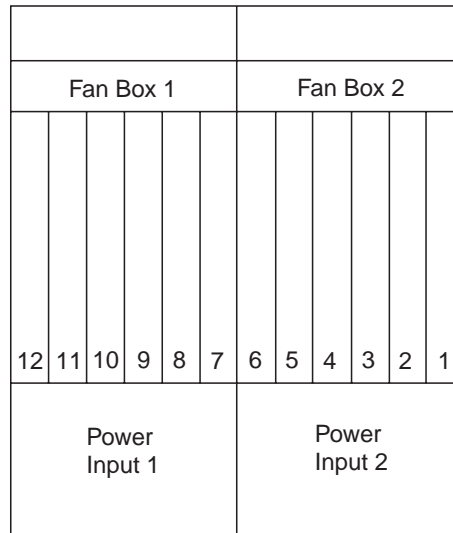 Fan Box 1 Fan Box 2
12 11 10 9 8 7 6 5 4 3 2 1
Power
Input 1
Power
Input 2